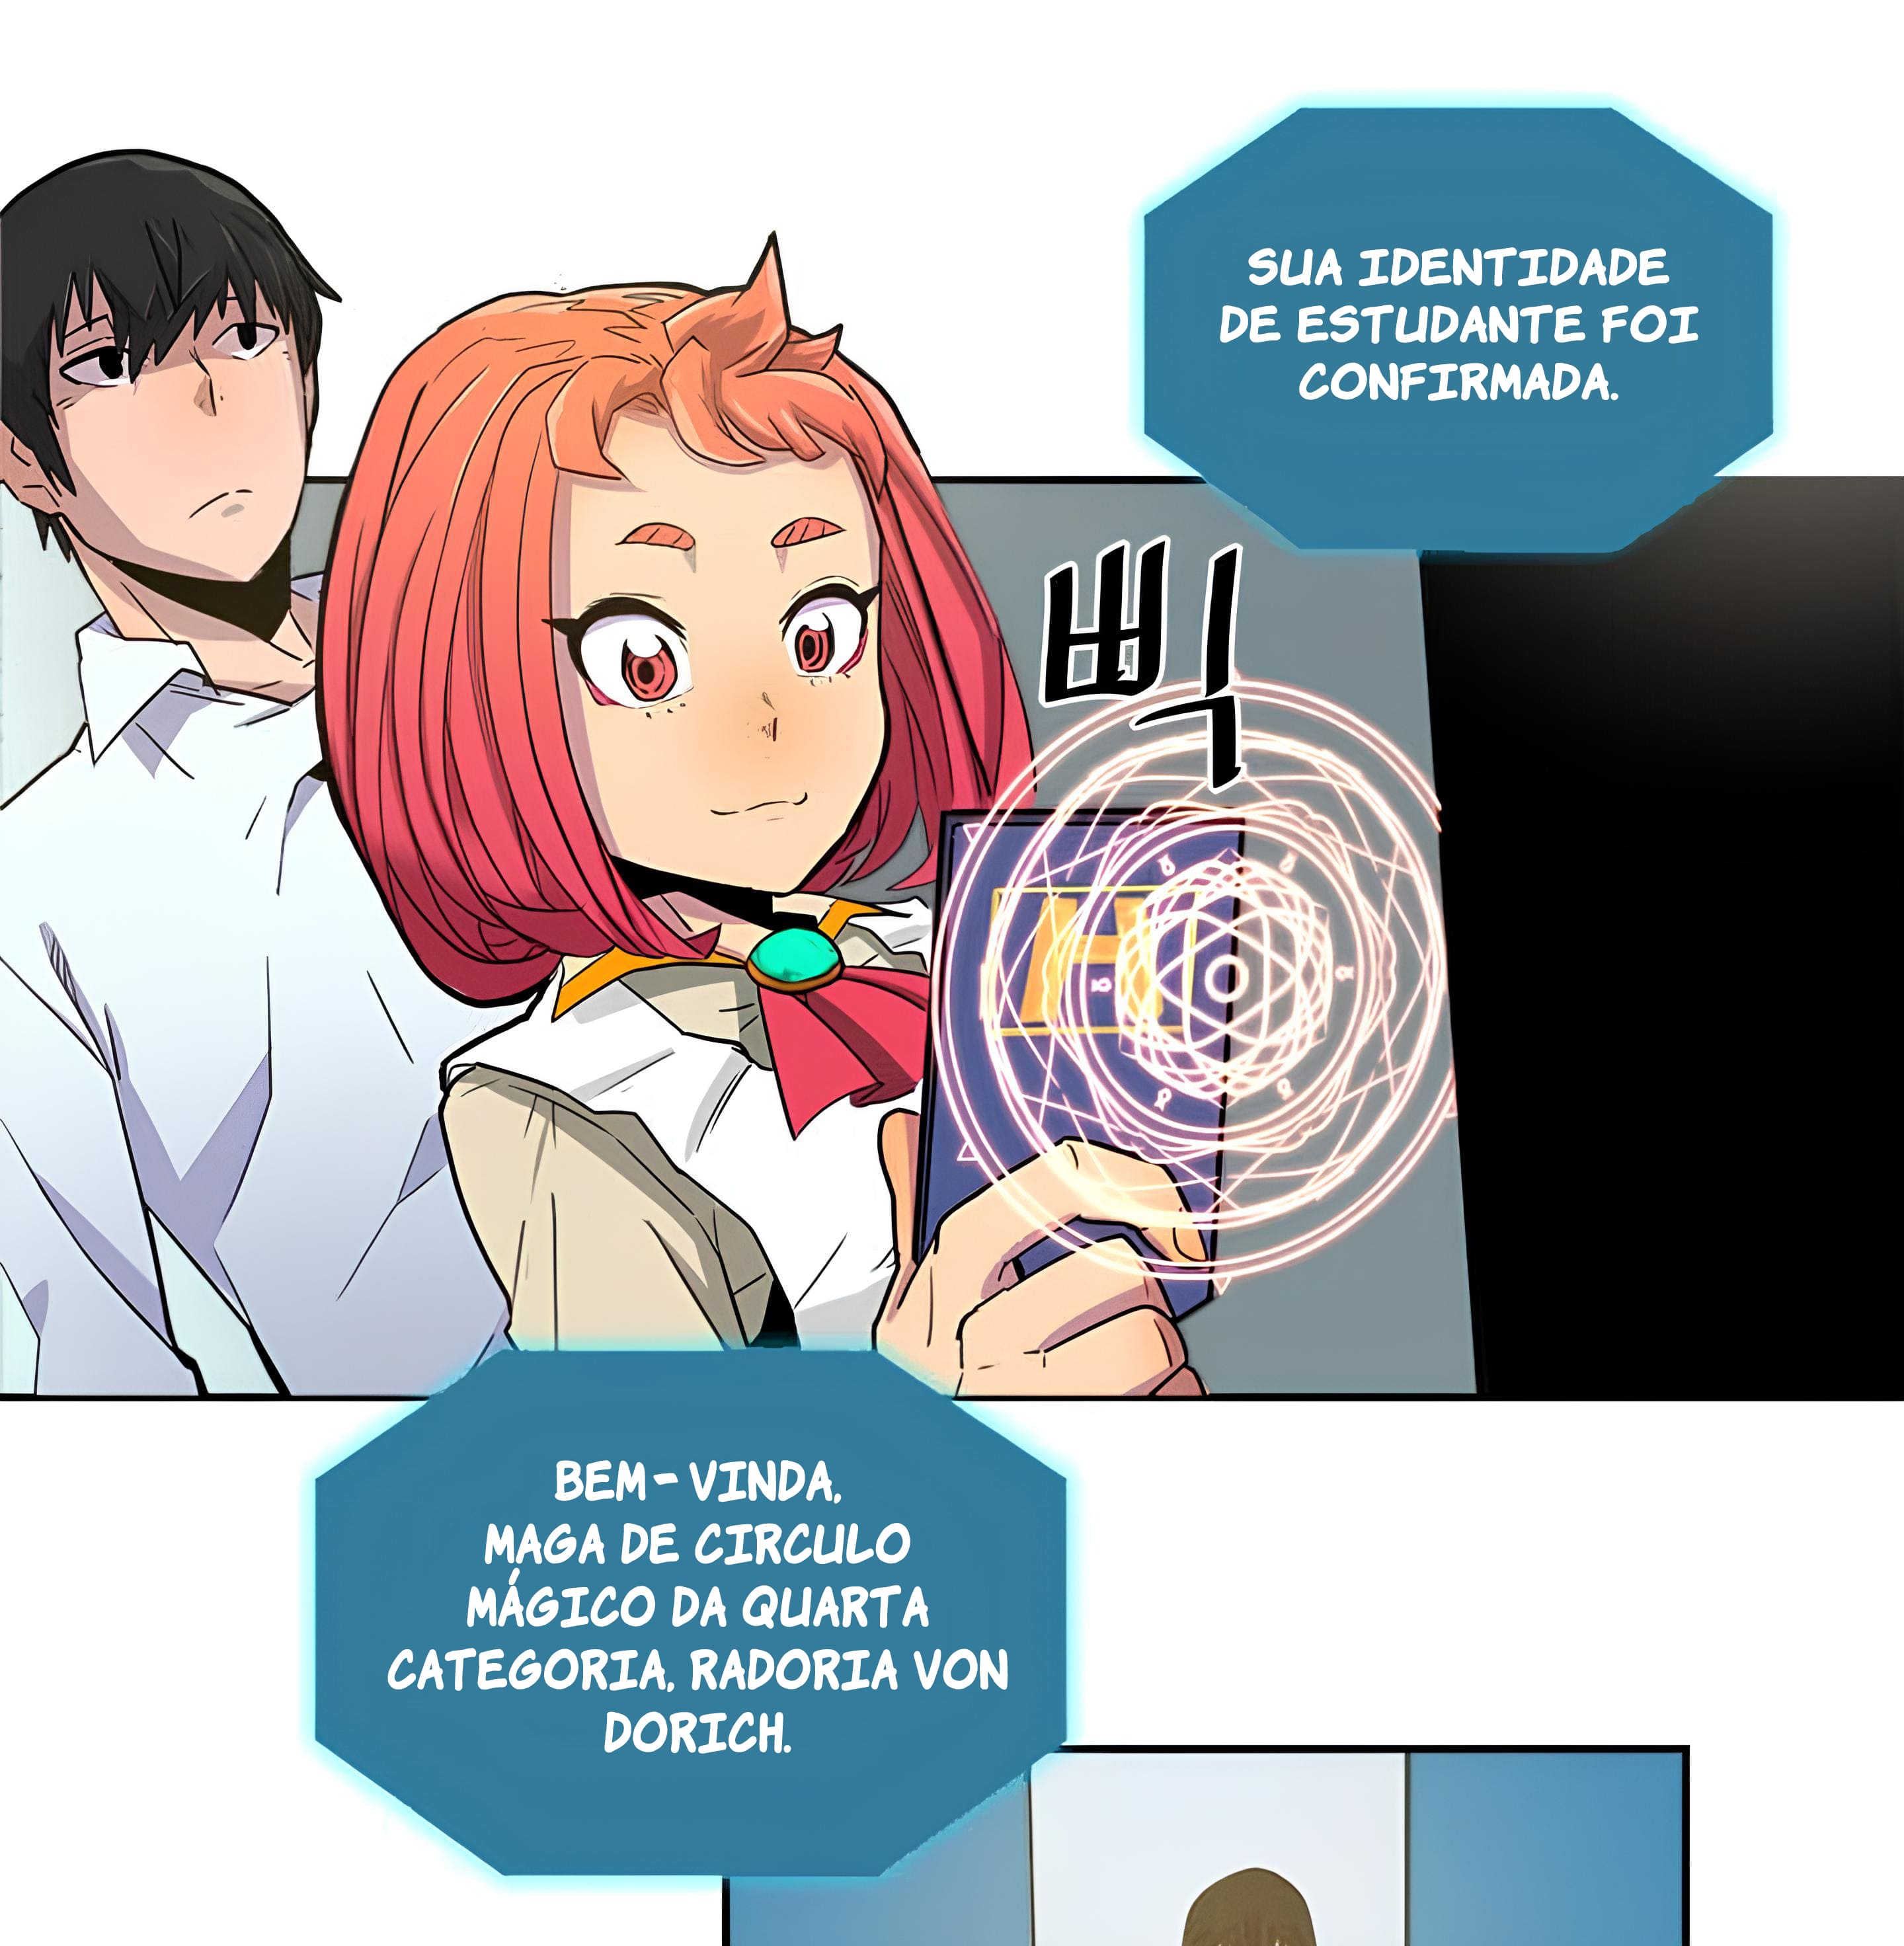 SUA IDENTIDADE
DE ESTUDANTE FOI
CONFIRMADA.
삑
BEM-VINDA,
MAGA DE CIRCULO
MÁGICO DA QUARTA
CATEGORIA, RADORIA VON
DORICH.